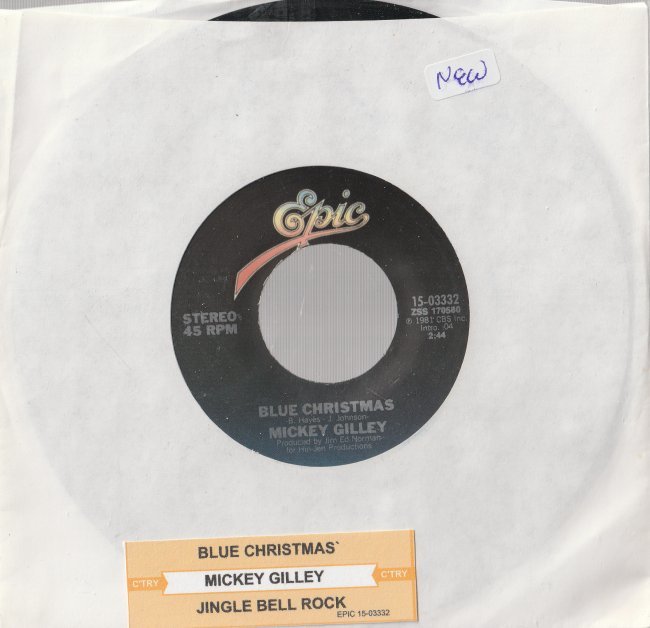 NEW
Epic
STEREO
45 RPM
15-03332
ZSS 170560
℗ 1981 CBS Inc.
Intro. :04
2:44
BLUE CHRISTMAS
-B. Hayes - J. Johnson-
MICKEY GILLEY
Produced by Jim Ed Norman
for Hin-Jen Productions
BLUE CHRISTMAS`
C'TRY MICKEY GILLEY C'TRY
JINGLE BELL ROCK
EPIC 15-03332